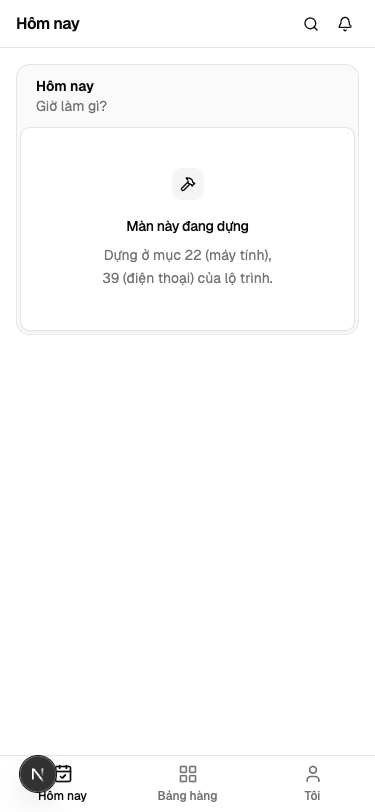 Hôm nay
Hôm nay
Giờ làm gì?
Màn này đang dựng
Dựng ở mục 22 (máy tính),
39 (điện thoại) của lộ trình.
N
Hôm nay
Bảng hàng
Tôi